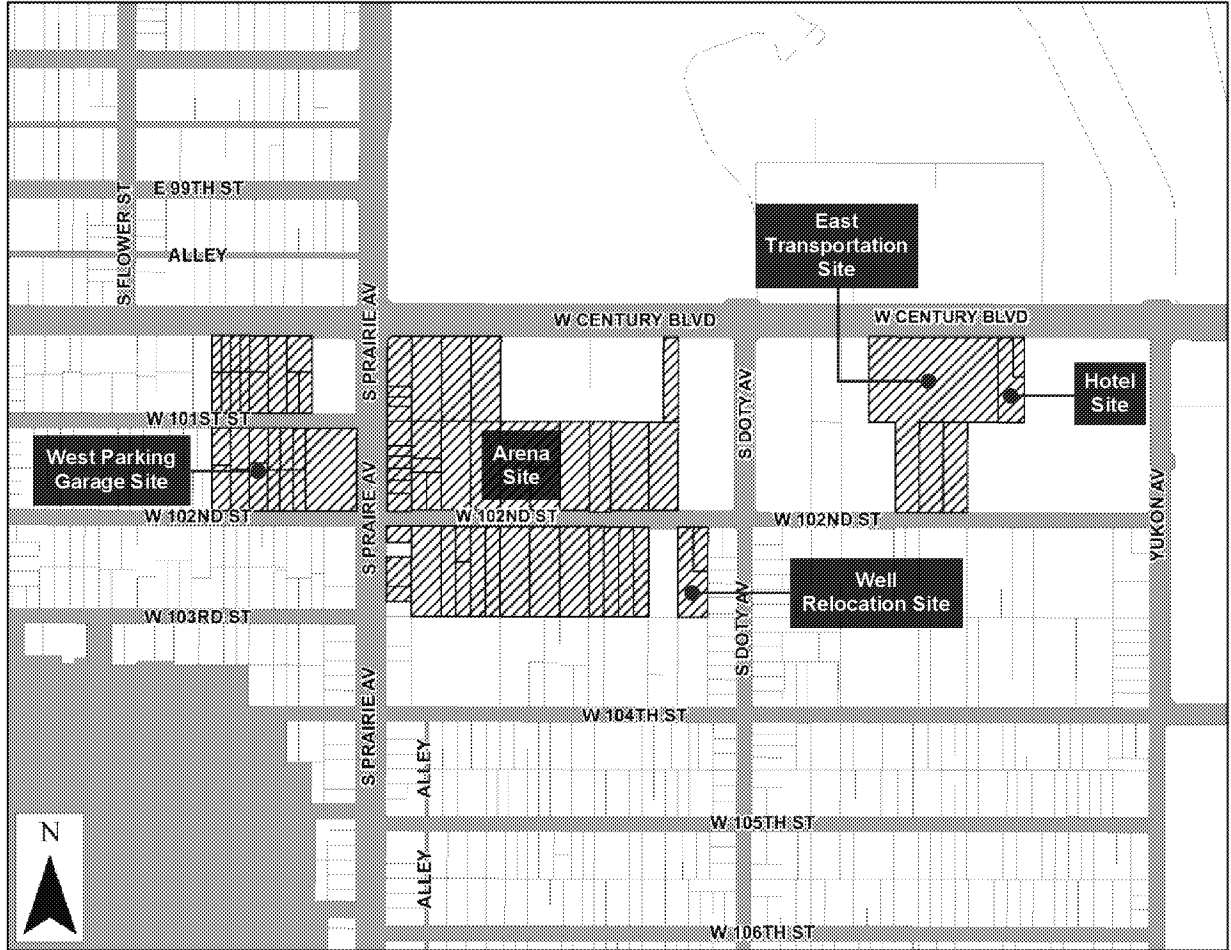 S FLOWER ST
E 99TH ST
ALLEY
S PRAIRIE AV
East
Transportation
Site
W CENTURY BLVD
W CENTURY BLVD
Hotel
Site
W 101ST ST
West Parking
Garage Site
Arena
Site
S DOTY AV
S PRAIRE AV
YUKON AV
W 102ND ST
W 102ND ST
W 102ND ST
Well
Relocation Site
W 103RD ST
S DOTY AV
S PRAIRIE AV
W 104TH ST
ALLEY
W 105TH ST
N
ALLEY
W 106TH ST